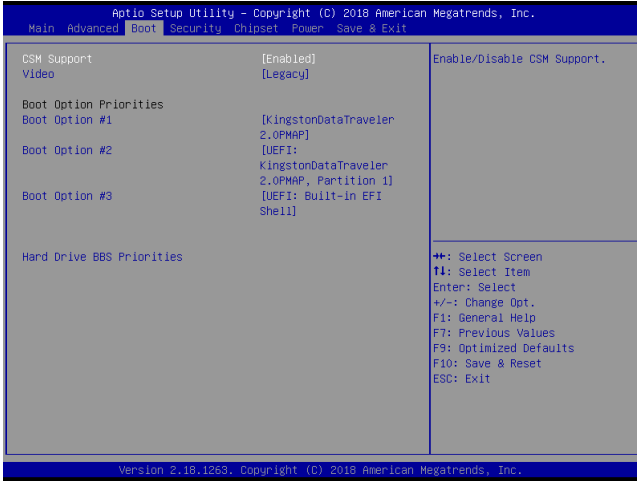 Aptio Setup Utility – Copyright (C) 2018 American Megatrends, Inc.
Main Advanced Boot Security Chipset Power Save & Exit
CSM Support [Enabled]
Video [Legacy]
Boot Option Priorities
Boot Option #1 [KingstonDataTraveler
2.0PMAP]
Boot Option #2 [UEFI:
KingstonDataTraveler
2.0PMAP, Partition 1]
Boot Option #3 [UEFI: Built-in EFI
Shell]
Hard Drive BBS Priorities
Enable/Disable CSM Support.
→←: Select Screen
↑↓: Select Item
Enter: Select
+/-: Change Opt.
F1: General Help
F7: Previous Values
F9: Optimized Defaults
F10: Save & Reset
ESC: Exit
Version 2.18.1263. Copyright (C) 2018 American Megatrends, Inc.